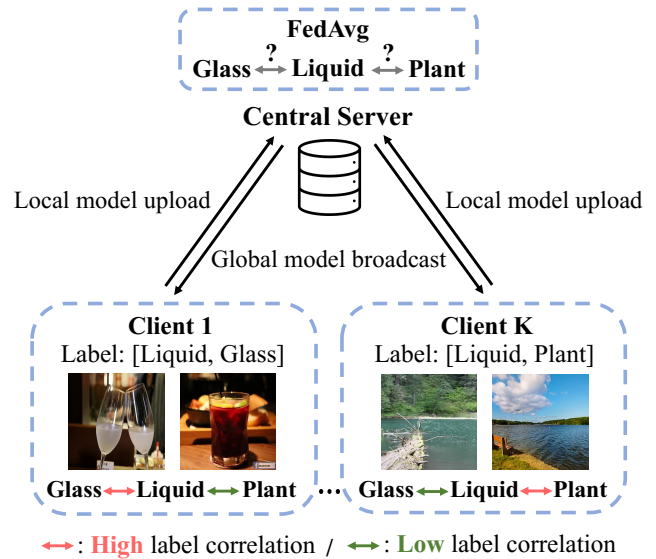 FedAvg
? ?
Glass Liquid Plant
Central Server
Local model upload Local model upload
Global model broadcast
Client 1 Client K
Label: [Liquid, Glass] Label: [Liquid, Plant]
Glass Liquid Plant ... Glass Liquid Plant
: High label correlation / : Low label correlation